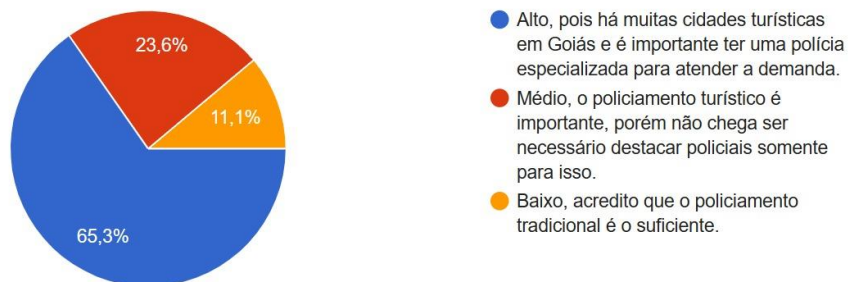 23,6%
11,1%
65,3%
Alto, pois há muitas cidades turísticas
em Goiás e é importante ter uma polícia
especializada para atender a demanda.
Médio, o policiamento turístico é
importante, porém não chega ser
necessário destacar policiais somente
para isso.
Baixo, acredito que o policiamento
tradicional é o suficiente.